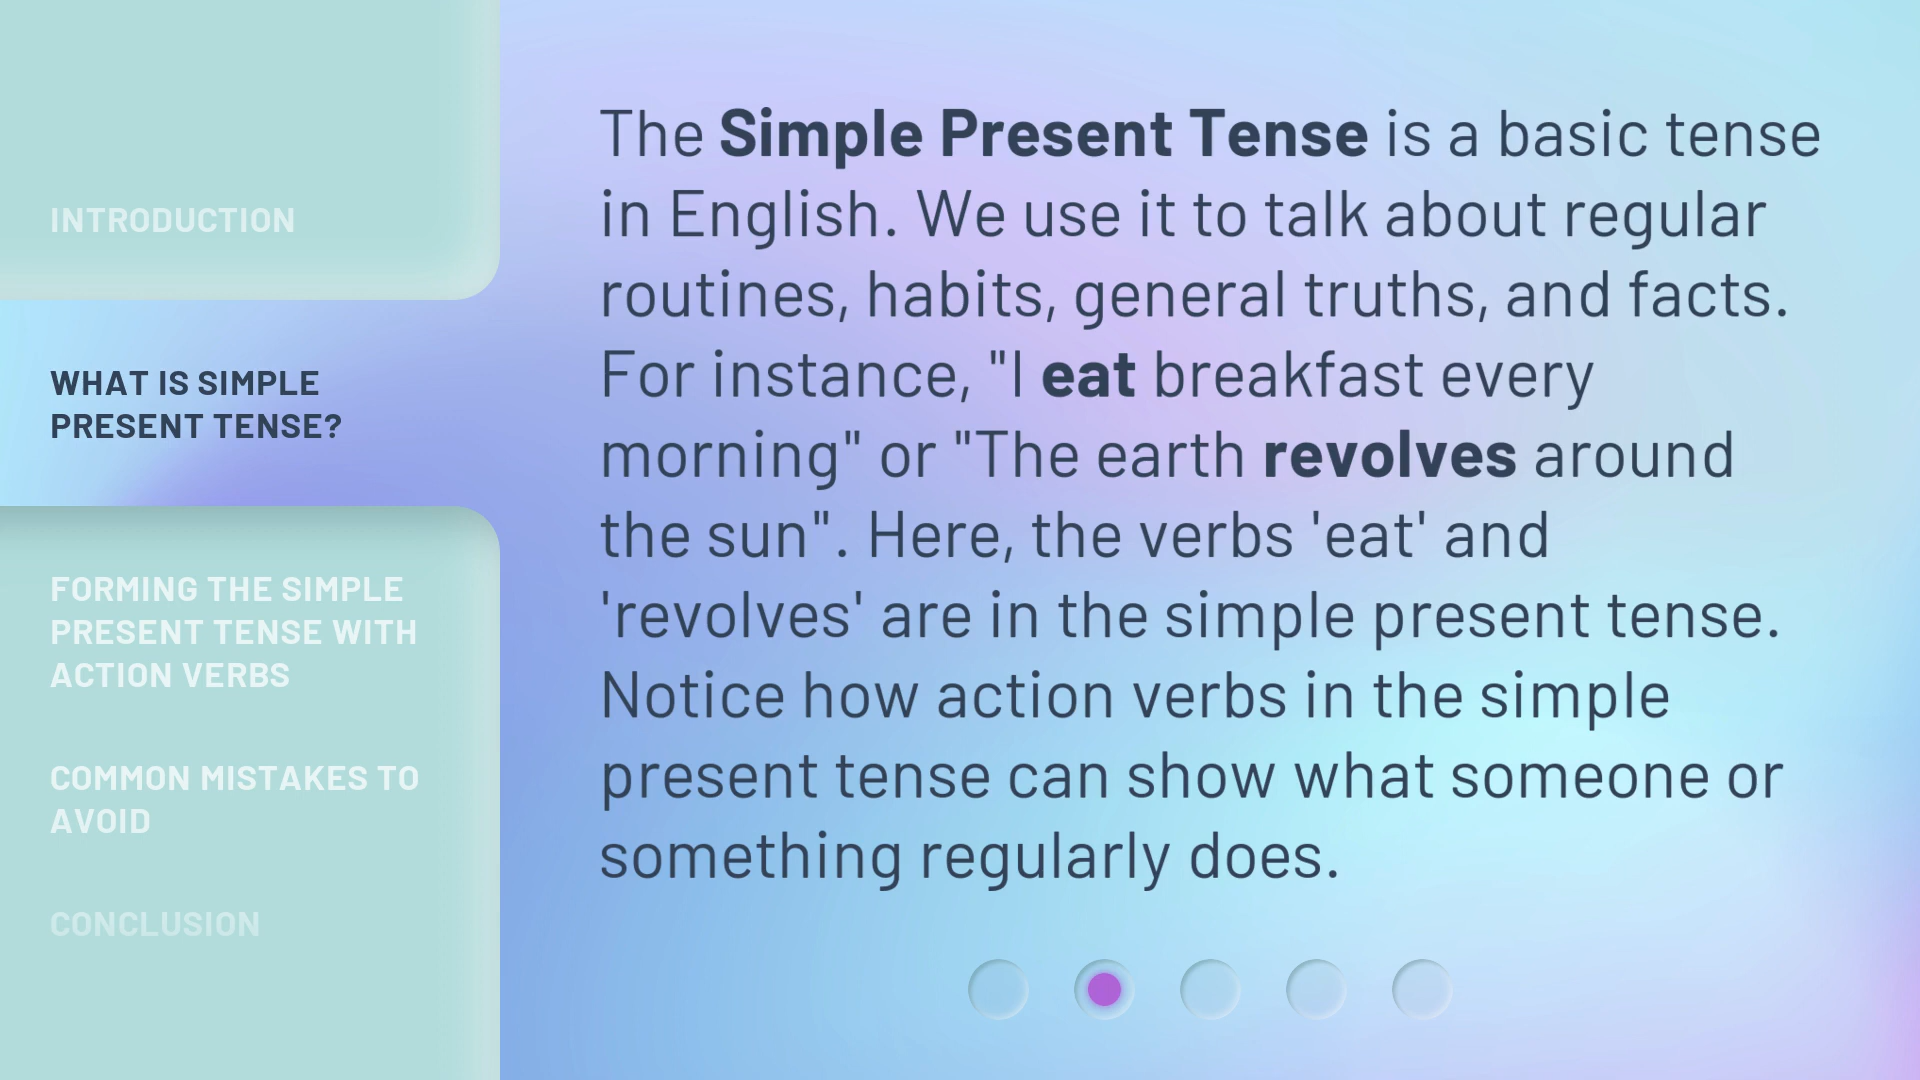 INTRODUCTION
WHAT IS SIMPLE
PRESENT TENSE?
FORMING THE SIMPLE
PRESENT TENSE WITH
ACTION VERBS
COMMON MISTAKES TO
AVOID
CONCLUSION
The Simple Present Tense is a basic tense
in English. We use it to talk about regular
routines, habits, general truths, and facts.
For instance, "I eat breakfast every
morning" or "The earth revolves around
the sun". Here, the verbs 'eat' and
'revolves' are in the simple present tense.
Notice how action verbs in the simple
present tense can show what someone or
something regularly does.